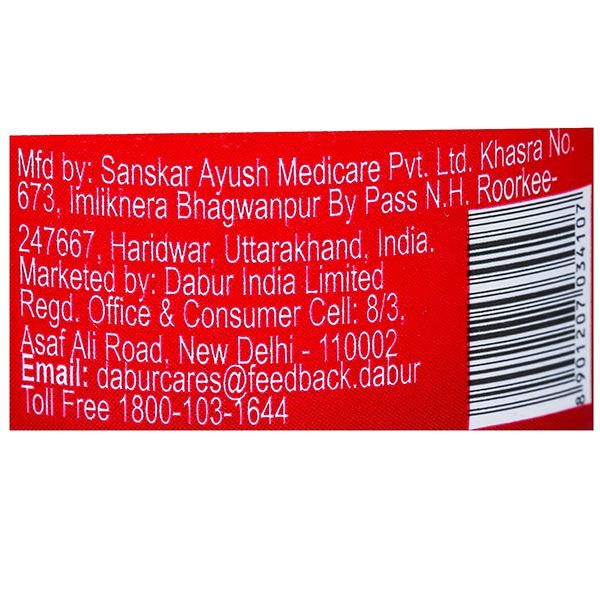 Mfd by: Sanskar Ayush Medicare Pvt. Ltd. Khasra No.
673, Imliknera Bhagwanpur By Pass N.H. Roorkee-
247667, Haridwar, Uttarakhand, India.
Marketed by: Dabur India Limited
Regd. Office & Consumer Cell: 8/3,
Asaf Ali Road, New Delhi - 110002
Email: daburcares@feedback.dabur
Toll Free 1800-103-1644
8901207034107